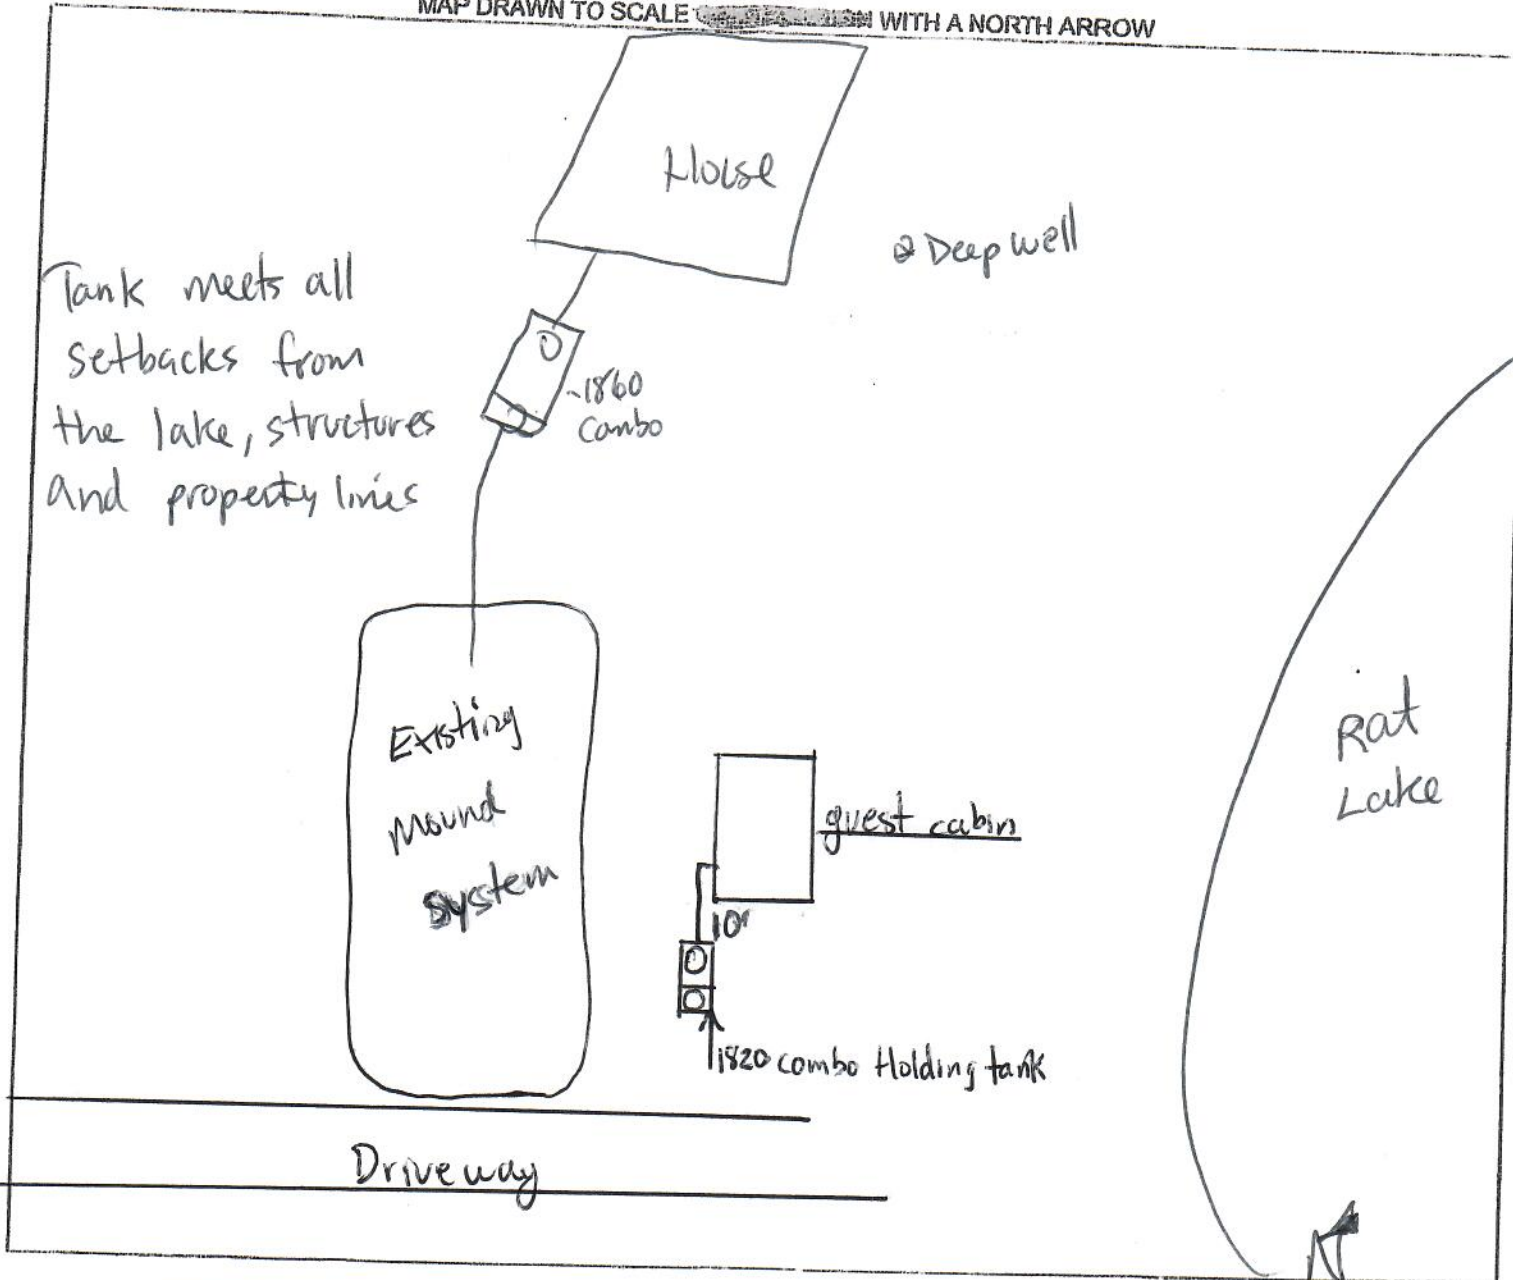 MAP DRAWN TO SCALE WITH A NORTH ARROW
House
Deep well
Tank meets all
setbacks from
the lake, structures
and property lines
1860
Combo
Existing
Mound
system
guest cabin
10'
1820 combo Holding tank
Rat
Lake
Driveway
N